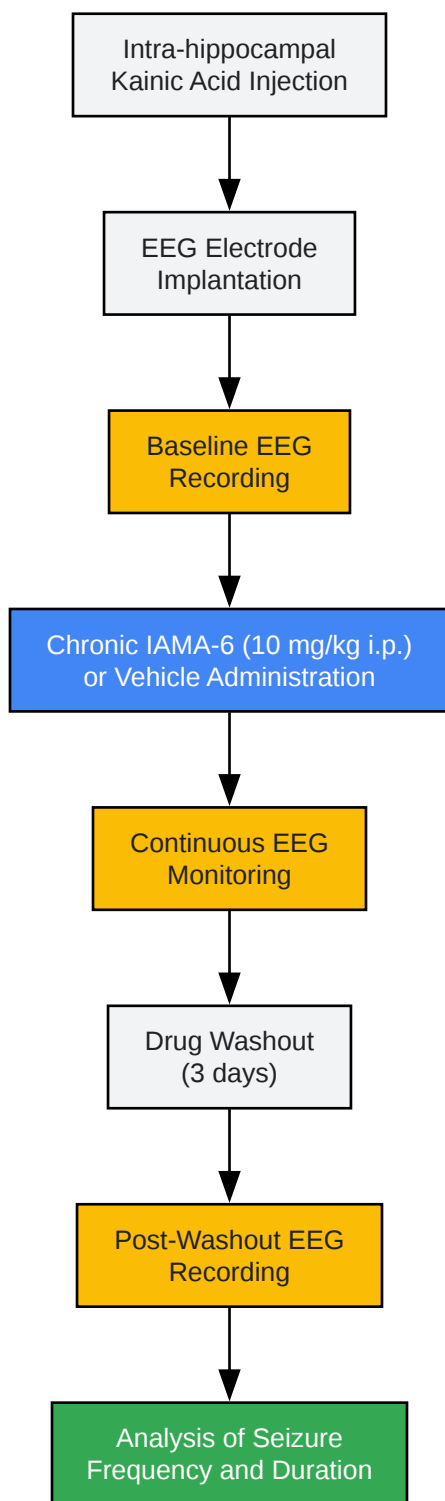 Intra-hippocampal
Kainic Acid Injection
EEG Electrode
Implantation
Baseline EEG
Recording
Chronic IAMA-6 (10 mg/kg i.p.)
or Vehicle Administration
Continuous EEG
Monitoring
Drug Washout
(3 days)
Post-Washout EEG
Recording
Analysis of Seizure
Frequency and Duration